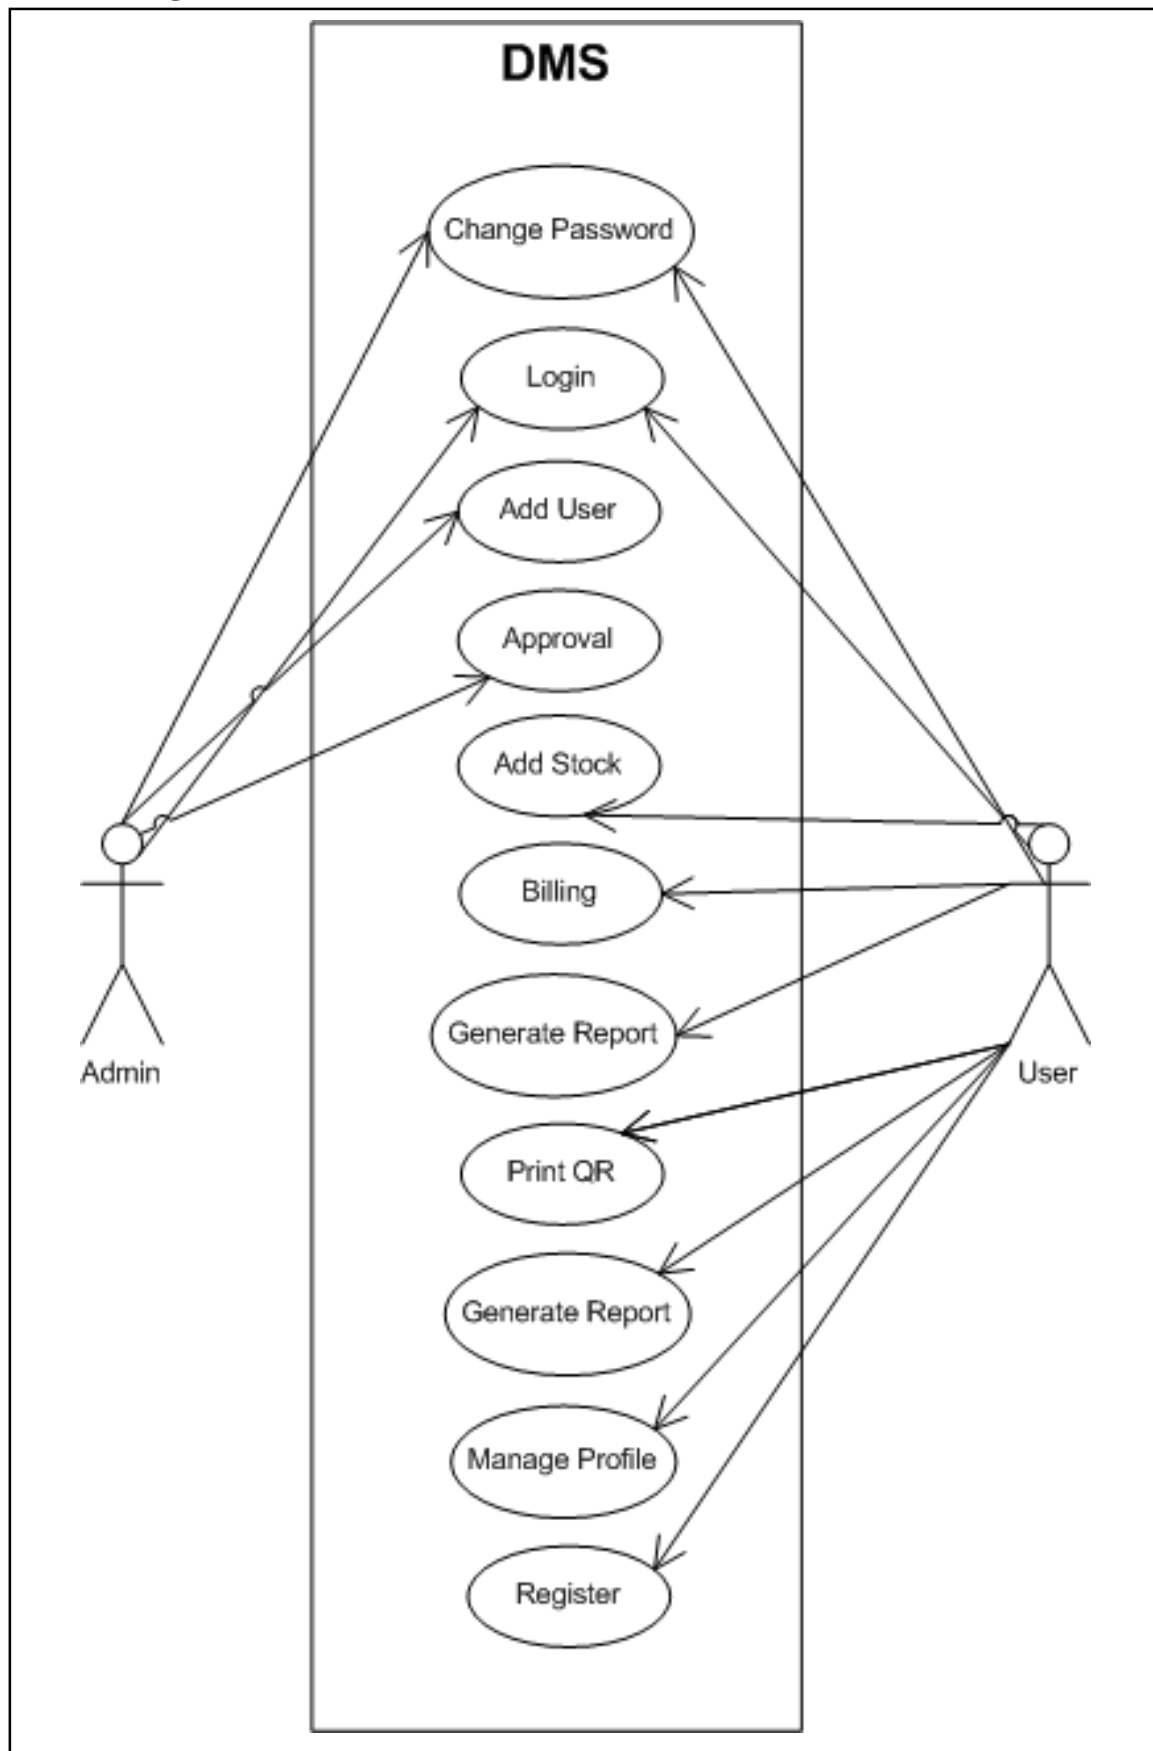 DMS
Change Password
Login
Add User
Approval
Add Stock
Billing
Generate Report
Admin
User
Print QR
Generate Report
Manage Profile
Register